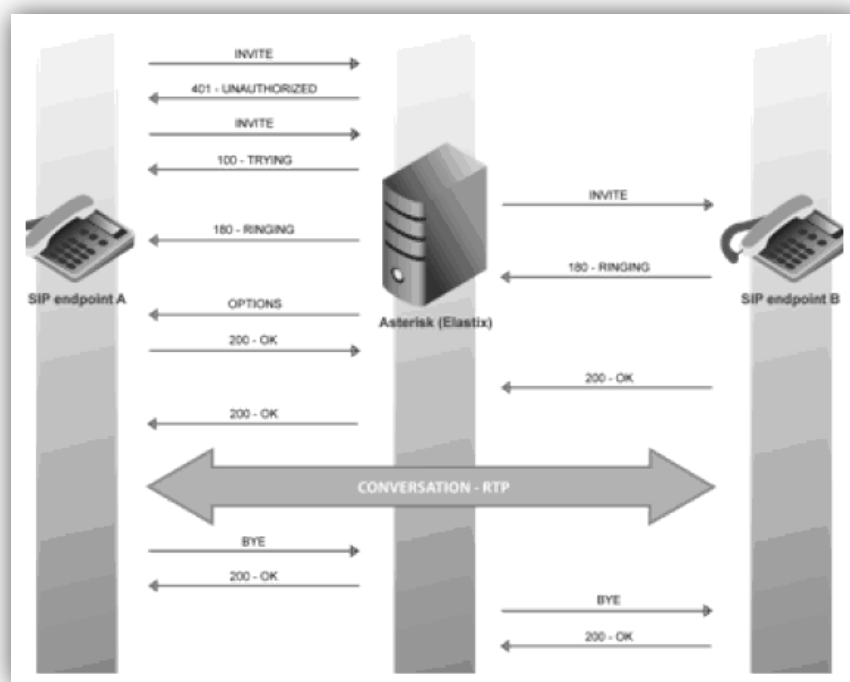 INVITE
401 - UNAUTHORIZED
INVITE
100 - TRYING
INVITE
180 - RINGING
180 - RINGING
SIP endpoint A
SIP endpoint B
OPTIONS
Asterisk (Elastix)
200 - OK
200 - OK
200 - OK
CONVERSATION - RTP
BYE
200 - OK
BYE
200 - OK